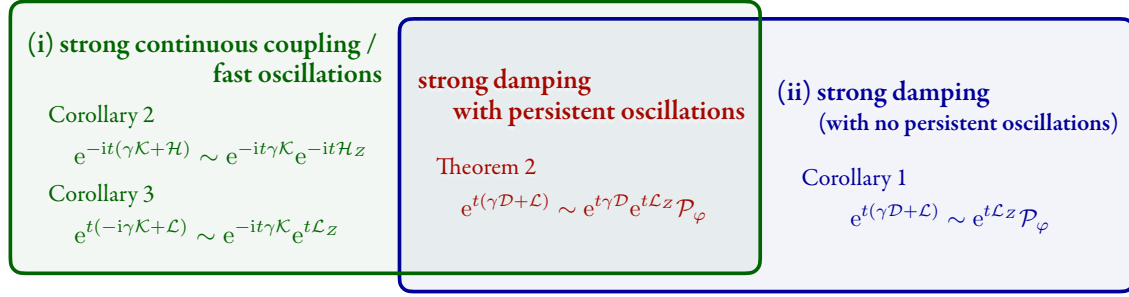 (i) strong continuous coupling /
fast oscillations
Corollary 2
e^{-it(γ𝒦+ℋ)} ∼ e^{-itγ𝒦}e^{-itℋ_Z}
Corollary 3
e^{t(-iγ𝒦+ℒ)} ∼ e^{-itγ𝒦}e^{tℒ_Z}
strong damping
with persistent oscillations
Theorem 2
e^{t(γ𝒟+ℒ)} ∼ e^{tγ𝒟}e^{tℒ_Z}𝒫_φ
(ii) strong damping
(with no persistent oscillations)
Corollary 1
e^{t(γ𝒟+ℒ)} ∼ e^{tℒ_Z}𝒫_φ